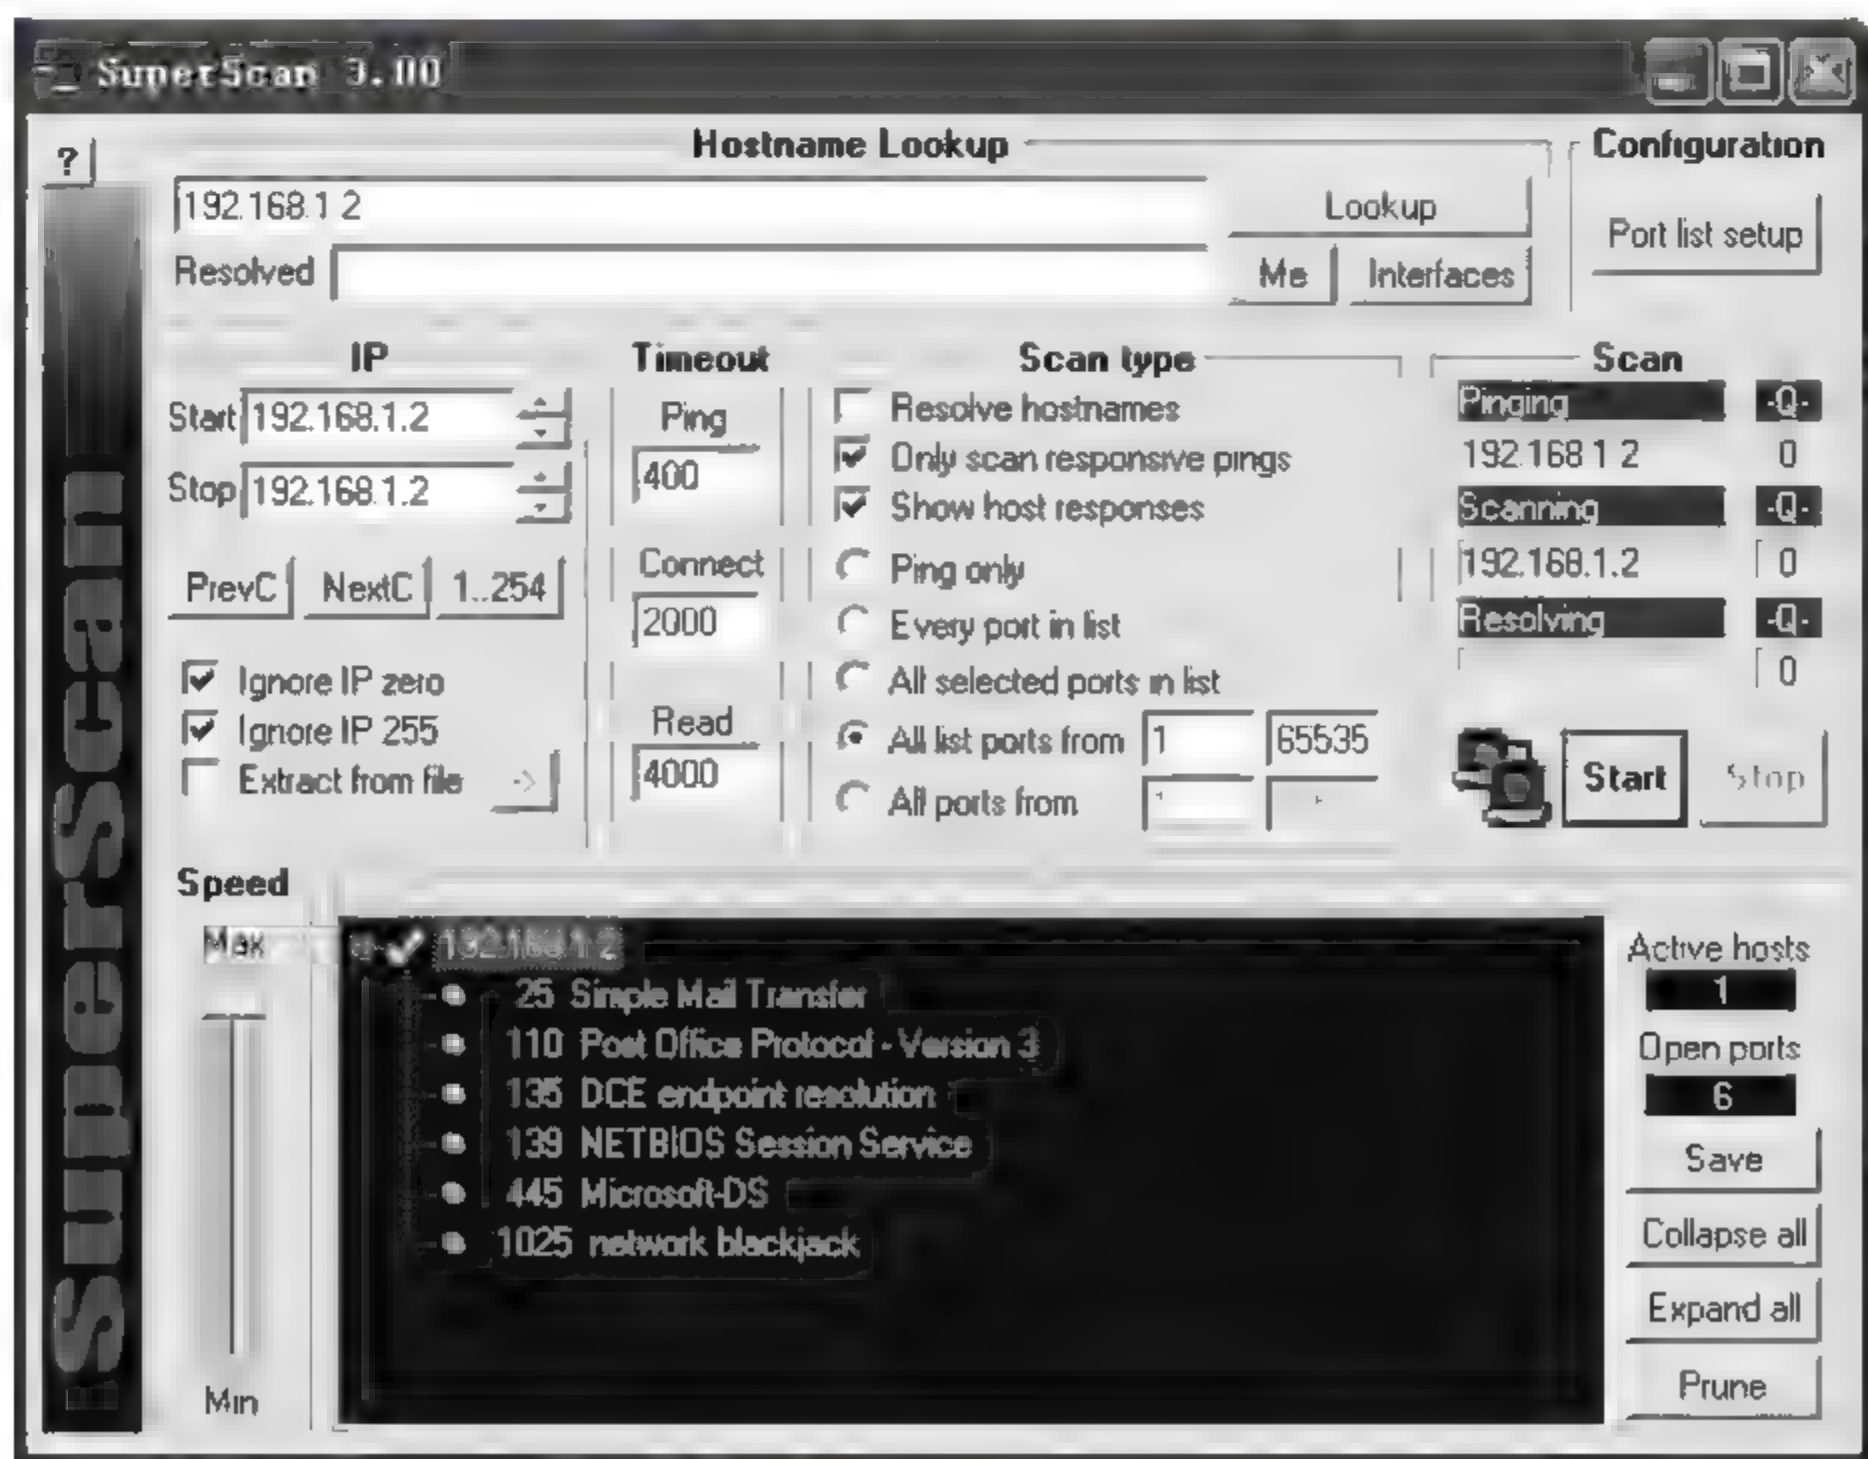 SuperScan 3.00
?
Hostname Lookup
Configuration
192.168.1.2
Lookup
Port list setup
Resolved
Me
Interfaces
IP
Timeout
Scan type
Scan
Start 192.168.1.2
Stop 192.168.1.2
PrevC
NextC
1..254
Ignore IP zero
Ignore IP 255
Extract from file
->
Ping
400
Connect
2000
Read
4000
Resolve hostnames
Only scan responsive pings
Show host responses
Ping only
Every port in list
All selected ports in list
All list ports from 1 65535
All ports from
Pinging -Q-
192.168.1.2 0
Scanning -Q-
192.168.1.2 0
Resolving -Q-
0
Start
Stop
SuperScan
Speed
Max
Min
192.168.1.2
25 Simple Mail Transfer
110 Post Office Protocol - Version 3
135 DCE endpoint resolution
139 NETBIOS Session Service
445 Microsoft-DS
1025 network blackjack
Active hosts
1
Open ports
6
Save
Collapse all
Expand all
Prune